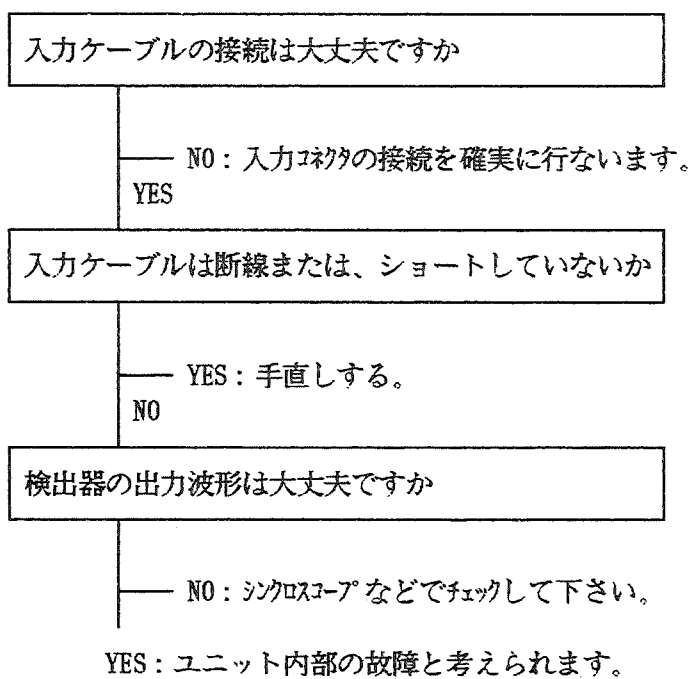 入力ケーブルの接続は大丈夫ですか
NO：入力ｺﾈｸﾀの接続を確実に行ないます。
YES
入力ケーブルは断線または、ショートしていないか
YES：手直しする。
NO
検出器の出力波形は大丈夫ですか
NO：ｼﾝｸﾛｽｺｰﾌﾟなどでﾁｪｯｸして下さい。
YES：ユニット内部の故障と考えられます。